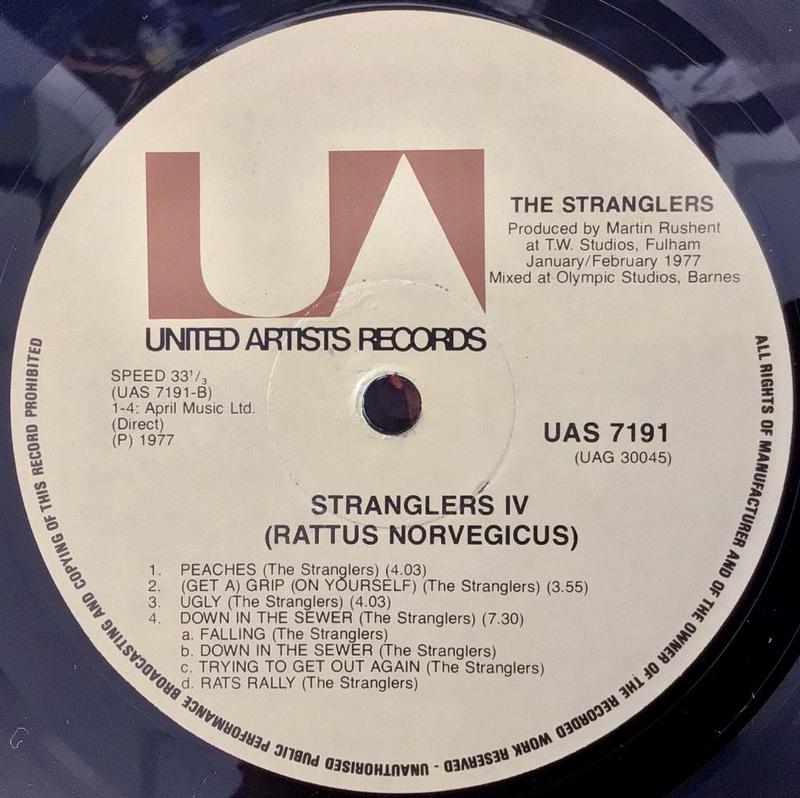 UA
UNITED ARTISTS RECORDS
THE STRANGLERS
Produced by Martin Rushent
at T.W. Studios, Fulham
January/February 1977
Mixed at Olympic Studios, Barnes
SPEED 33 1/3
(UAS 7191-B)
1-4: April Music Ltd.
(Direct)
(P) 1977
UAS 7191
(UAG 30045)
STRANGLERS IV
(RATTUS NORVEGICUS)
1. PEACHES (The Stranglers) (4.03)
2. (GET A) GRIP (ON YOURSELF) (The Stranglers) (3.55)
3. UGLY (The Stranglers) (4.03)
4. DOWN IN THE SEWER (The Stranglers) (7.30)
a. FALLING (The Stranglers)
b. DOWN IN THE SEWER (The Stranglers)
c. TRYING TO GET OUT AGAIN (The Stranglers)
d. RATS RALLY (The Stranglers)
ALL RIGHTS OF MANUFACTURER AND OF THE OWNER OF THE RECORDED WORK RESERVED - UNAUTHORISED PUBLIC PERFORMANCE BROADCASTING AND COPYING OF THIS RECORD PROHIBITED